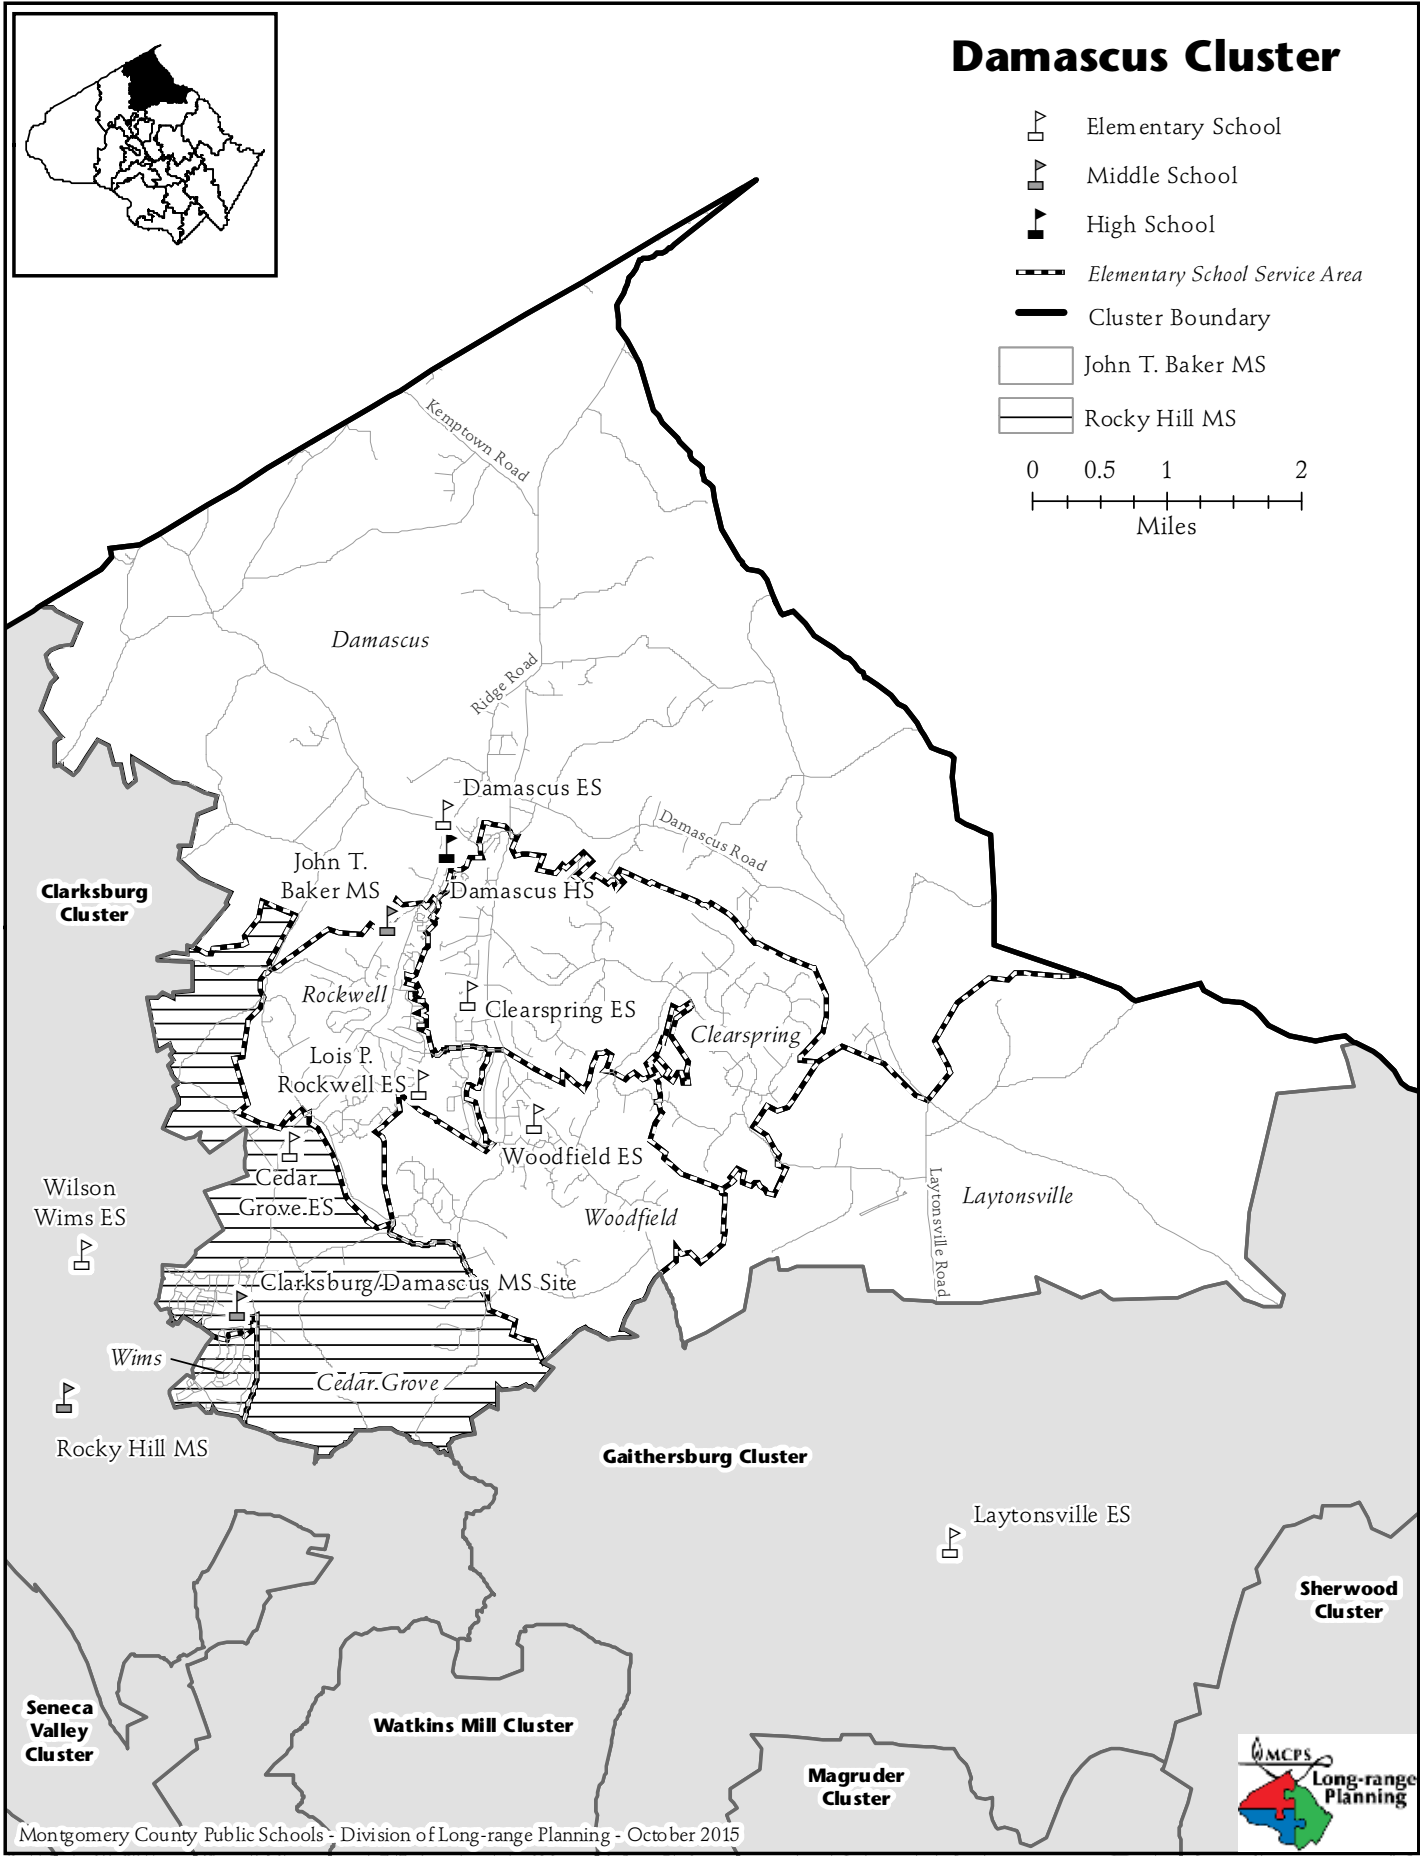 Damascus Cluster
Elementary School
Middle School
High School
Elementary School Service Area
Cluster Boundary
John T. Baker MS
Rocky Hill MS
0 0.5 1 2
Miles
Kemptown Road
Damascus
Ridge Road
Damascus ES
Damascus Road
John T.
Baker MS
Damascus HS
Clarksburg
Cluster
Rockwell
Clearspring ES
Clearspring
Lois P.
Rockwell ES
Woodfield ES
Cedar
Grove ES
Wilson
Wims ES
Woodfield
Laytonsville
Laytonsville Road
Clarksburg/Damascus MS Site
Wims
Cedar Grove
Rocky Hill MS
Gaithersburg Cluster
Laytonsville ES
Sherwood
Cluster
Seneca
Valley
Cluster
Watkins Mill Cluster
Magruder
Cluster
MCPS
Long-range
Planning
Montgomery County Public Schools - Division of Long-range Planning - October 2015